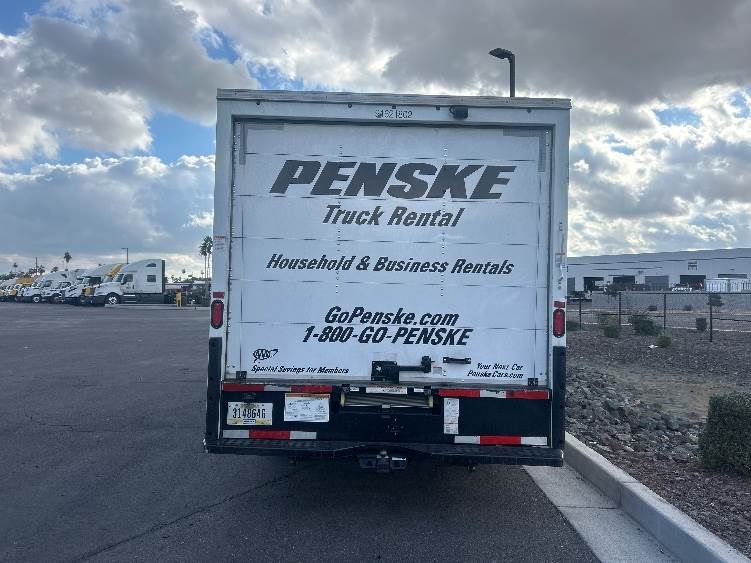 PENSKE
Truck Rental
Household & Business Rentals
GoPenske.com
1-800-GO-PENSKE
AAA
Special Savings for Members
Your Next Car
PenskeCars.com
3148646